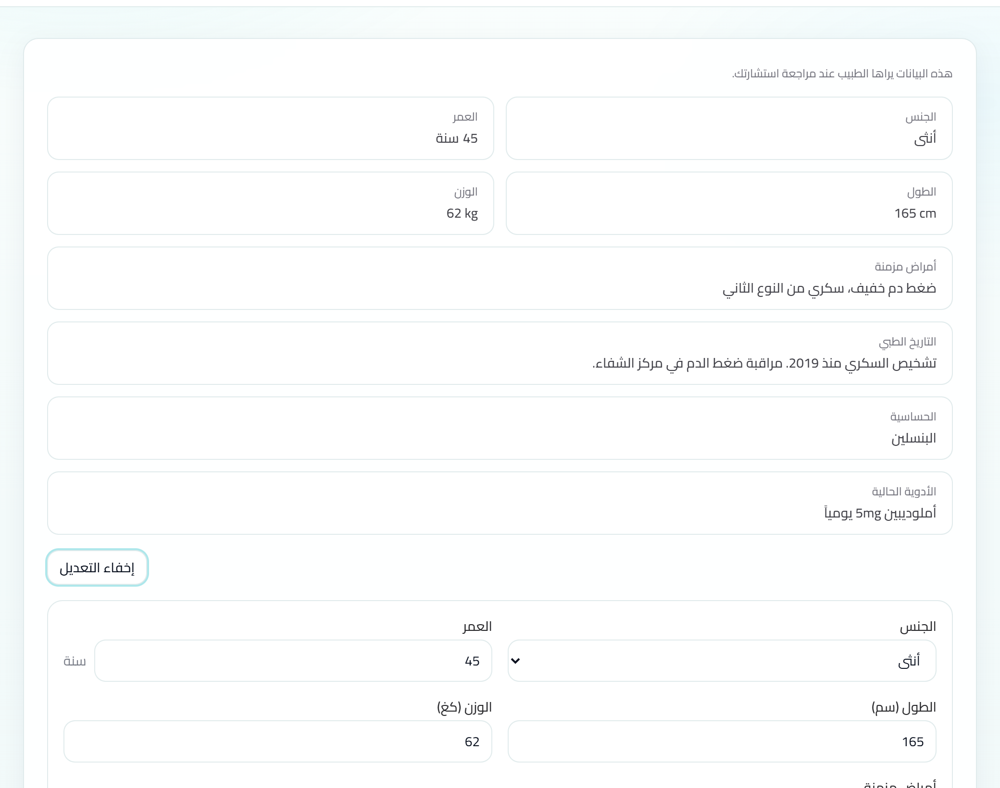 هذه البيانات يراها الطبيب عند مراجعة استشارتك.
الجنس
أنثى
العمر
45 سنة
الطول
165 cm
الوزن
62 kg
أمراض مزمنة
ضغط دم خفيف، سكري من النوع الثاني
التاريخ الطبي
تشخيص السكري منذ 2019. مراقبة ضغط الدم في مركز الشفاء.
الحساسية
البنسلين
الأدوية الحالية
أملوديبين 5mg يومياً
إخفاء التعديل
الجنس
أنثى
العمر
45
سنة
الطول (سم)
165
الوزن (كغ)
62
أمراض مزمنة